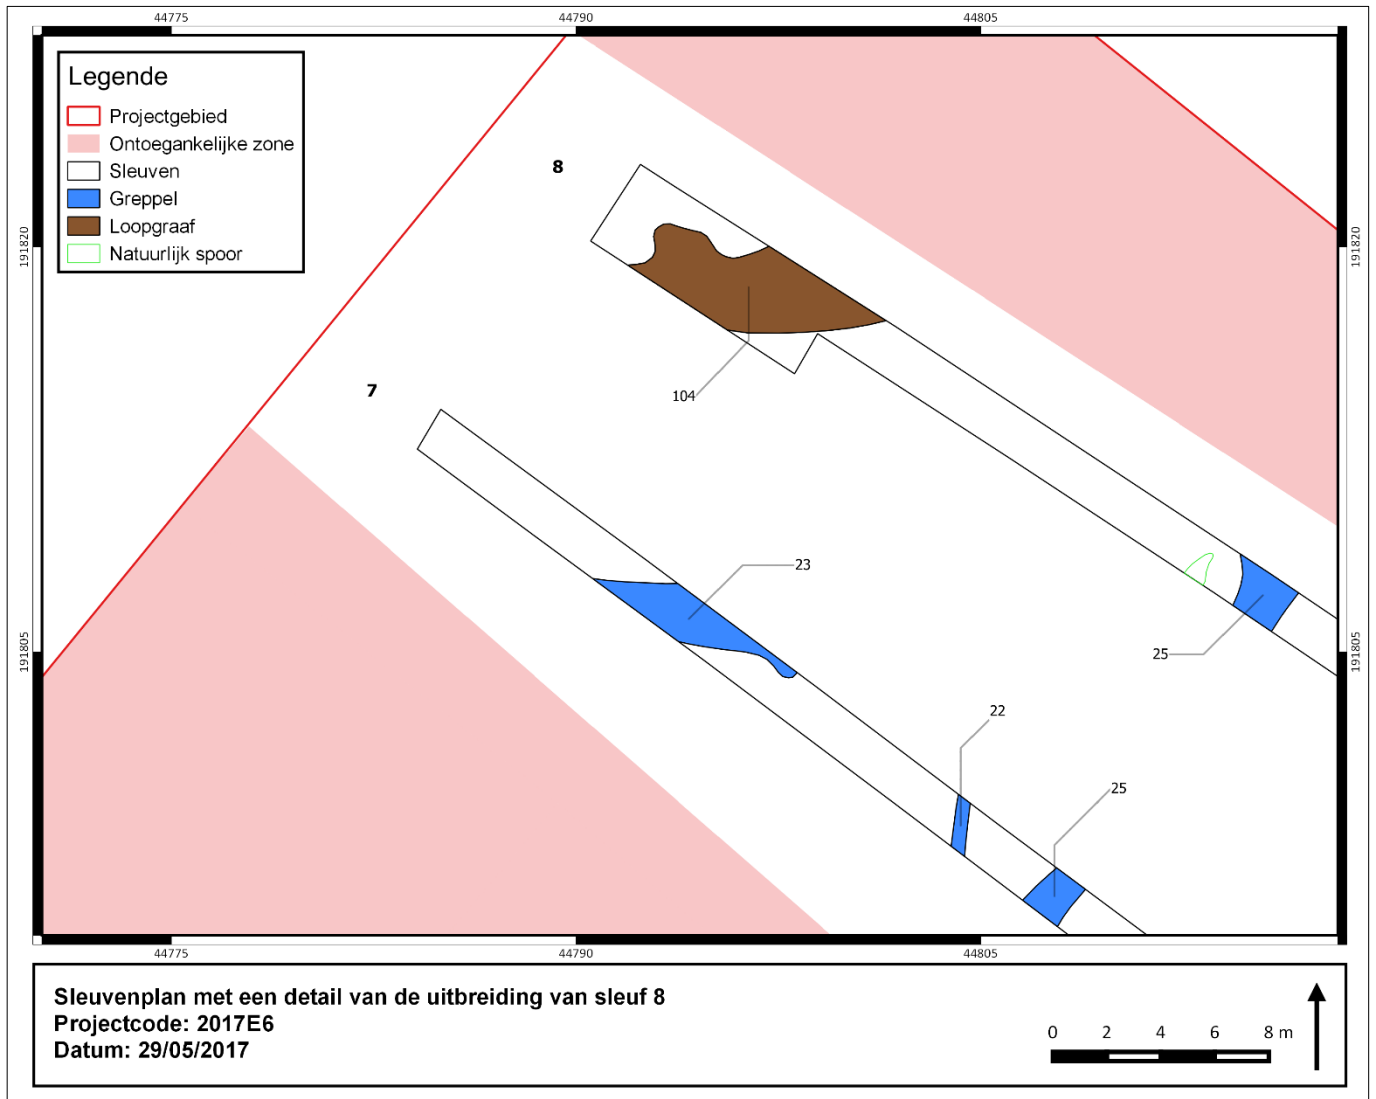 44775
44790
44805
Legende
Projectgebied
Ontoegankelijke zone
Sleuven
Greppel
Loopgraaf
Natuurlijk spoor
8
191820
191820
104
7
23
25
191805
191805
22
25
44775
44790
44805
Sleuvenplan met een detail van de uitbreiding van sleuf 8
Projectcode: 2017E6
Datum: 29/05/2017
0 2 4 6 8 m